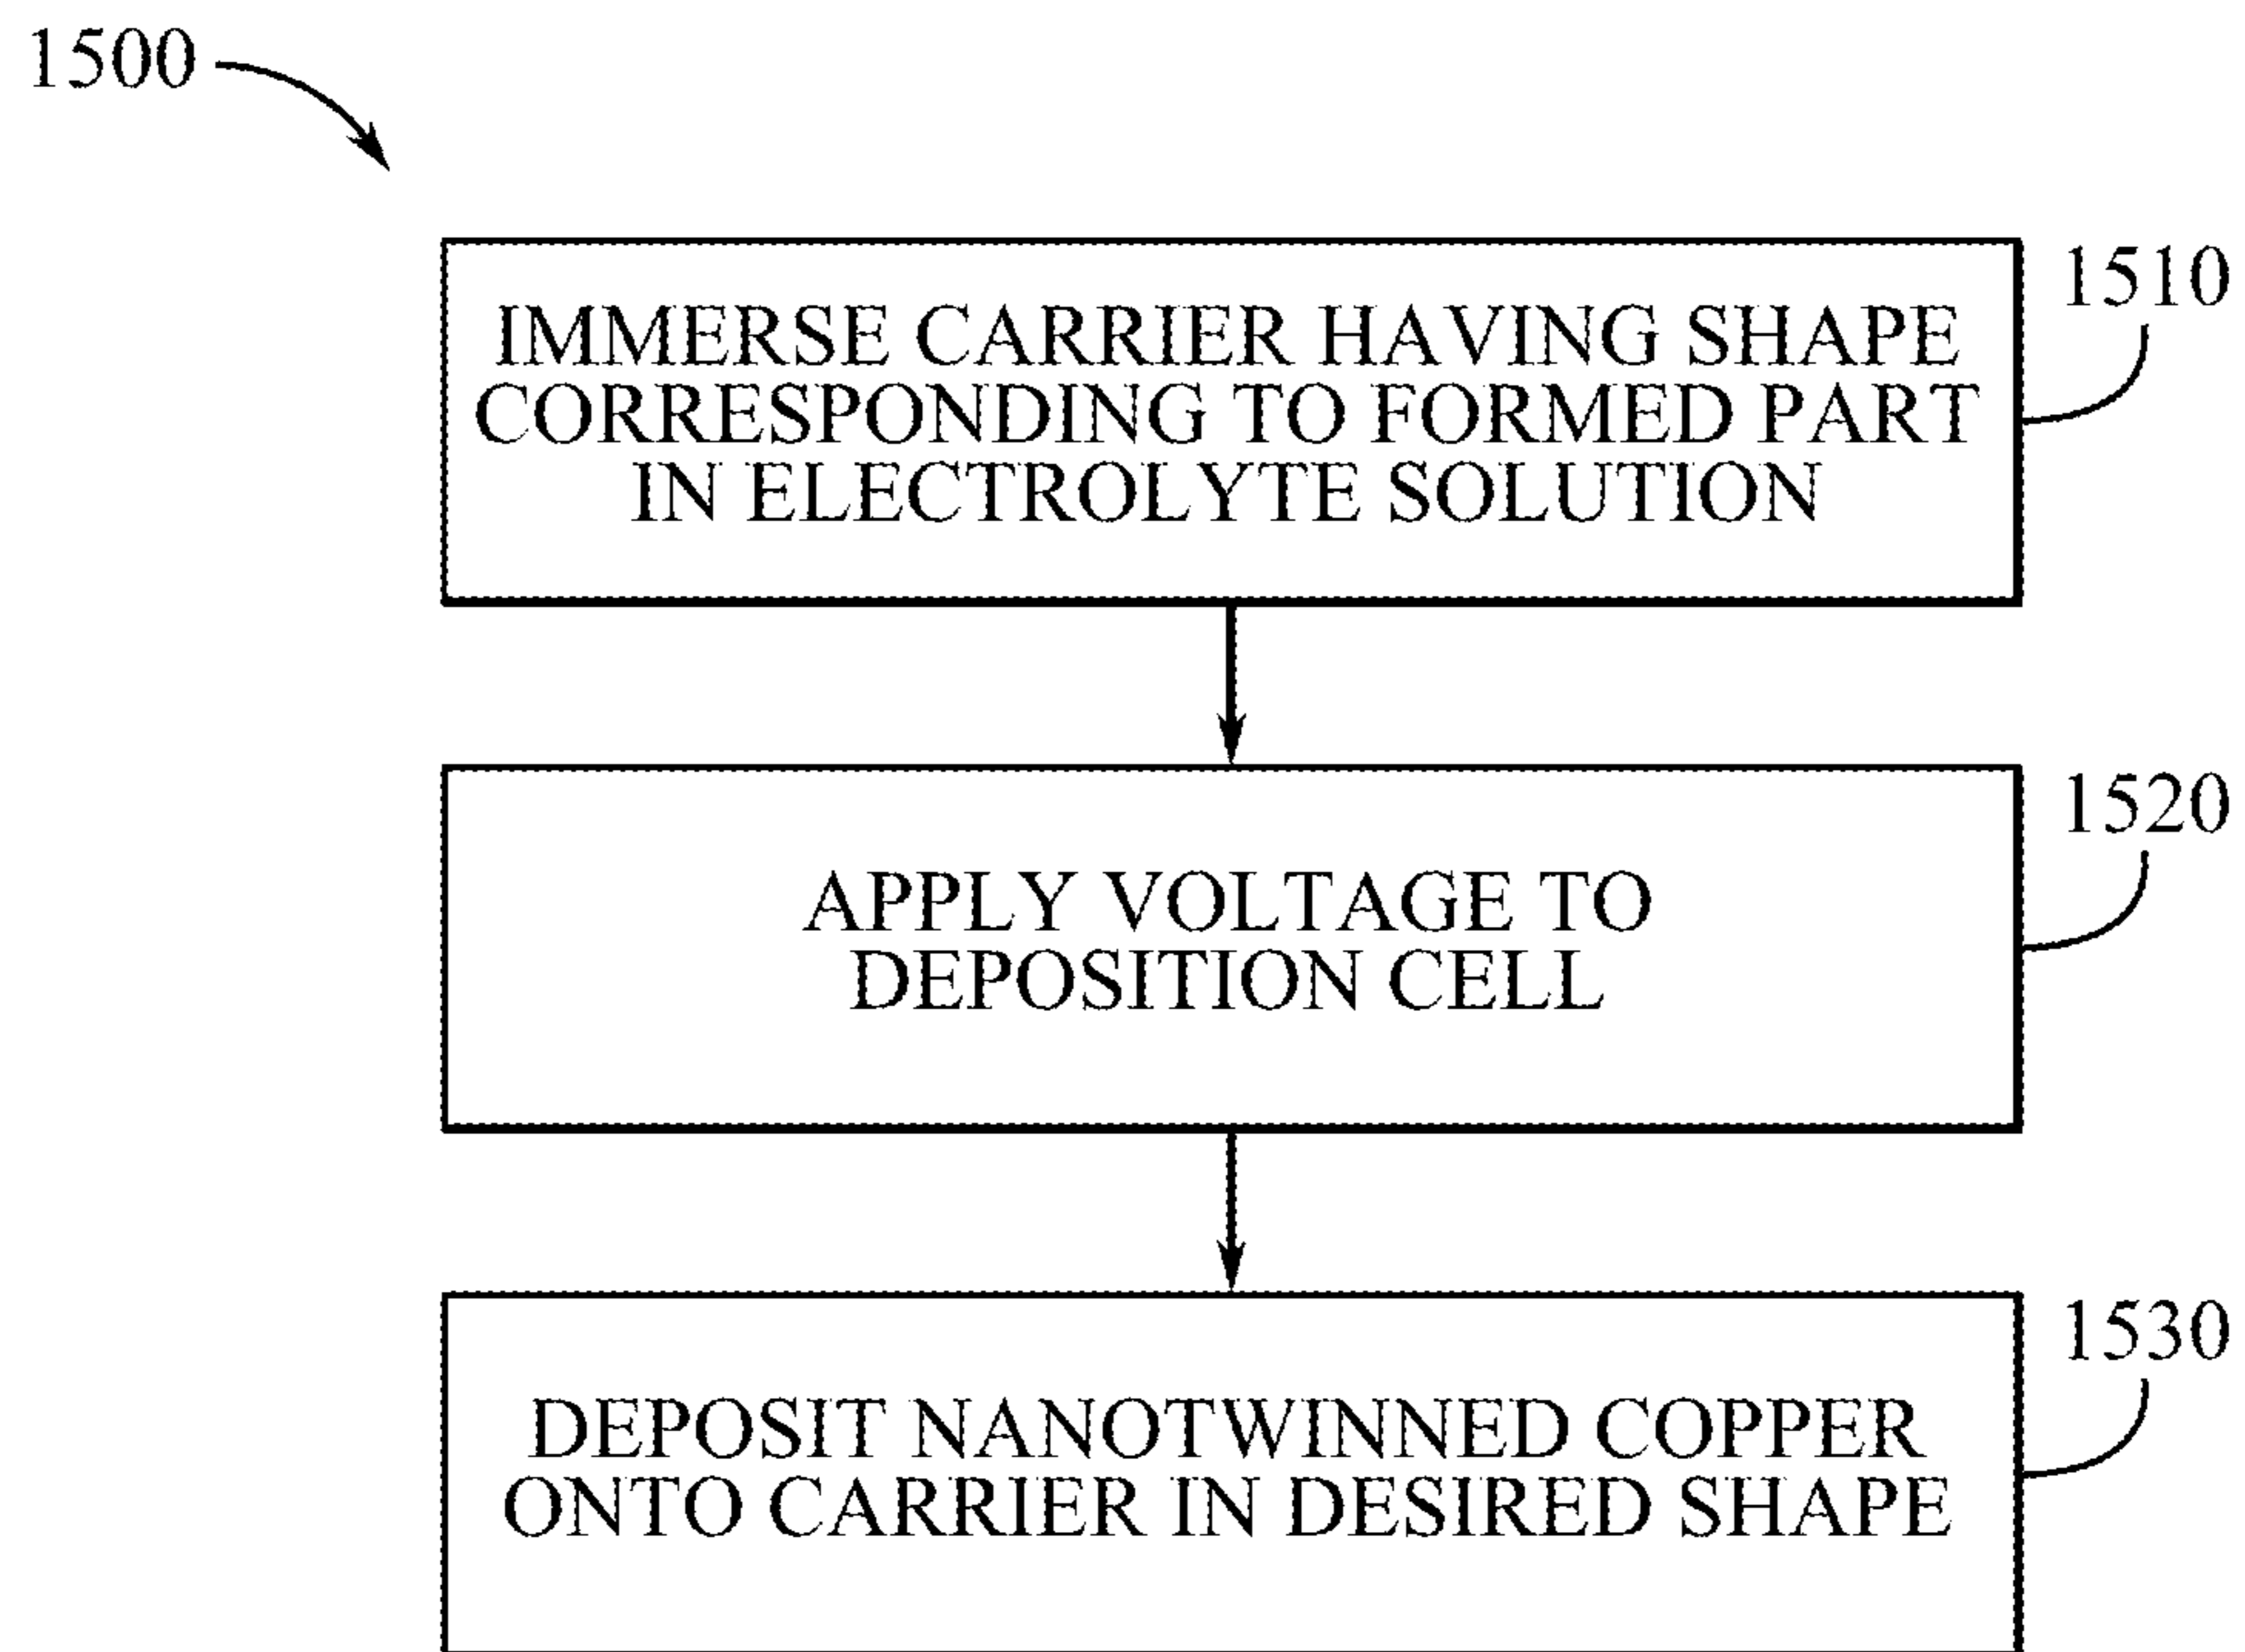 1500
1510
IMMERSE CARRIER HAVING SHAPE
CORRESPONDING TO FORMED PART
IN ELECTROLYTE SOLUTION
1520
APPLY VOLTAGE TO
DEPOSITION CELL
1530
DEPOSIT NANOTWINNED COPPER
ONTO CARRIER IN DESIRED SHAPE